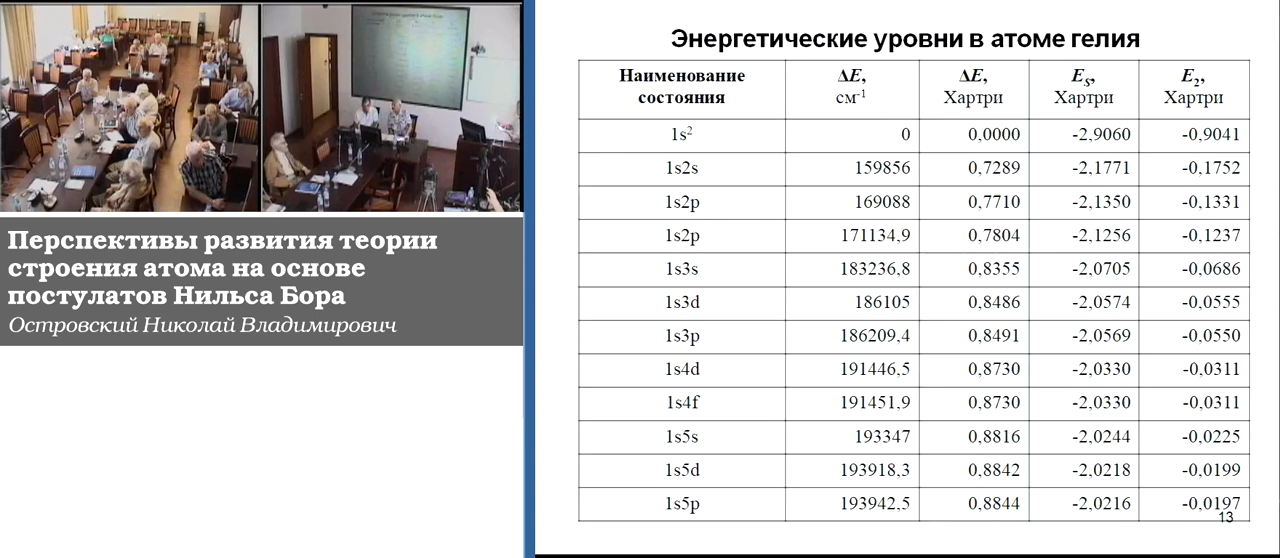 Перспективы развития теории
строения атома на основе
постулатов Нильса Бора
Островский Николай Владимирович
Энергетические уровни в атоме гелия
Наименование состояния ΔE, см-1 ΔE, Хартри ES, Хартри E2, Хартри
1s2 0 0,0000 -2,9060 -0,9041
1s2s 159856 0,7289 -2,1771 -0,1752
1s2p 169088 0,7710 -2,1350 -0,1331
1s2p 171134,9 0,7804 -2,1256 -0,1237
1s3s 183236,8 0,8355 -2,0705 -0,0686
1s3d 186105 0,8486 -2,0574 -0,0555
1s3p 186209,4 0,8491 -2,0569 -0,0550
1s4d 191446,5 0,8730 -2,0330 -0,0311
1s4f 191451,9 0,8730 -2,0330 -0,0311
1s5s 193347 0,8816 -2,0244 -0,0225
1s5d 193918,3 0,8842 -2,0218 -0,0199
1s5p 193942,5 0,8844 -2,0216 -0,0197
13